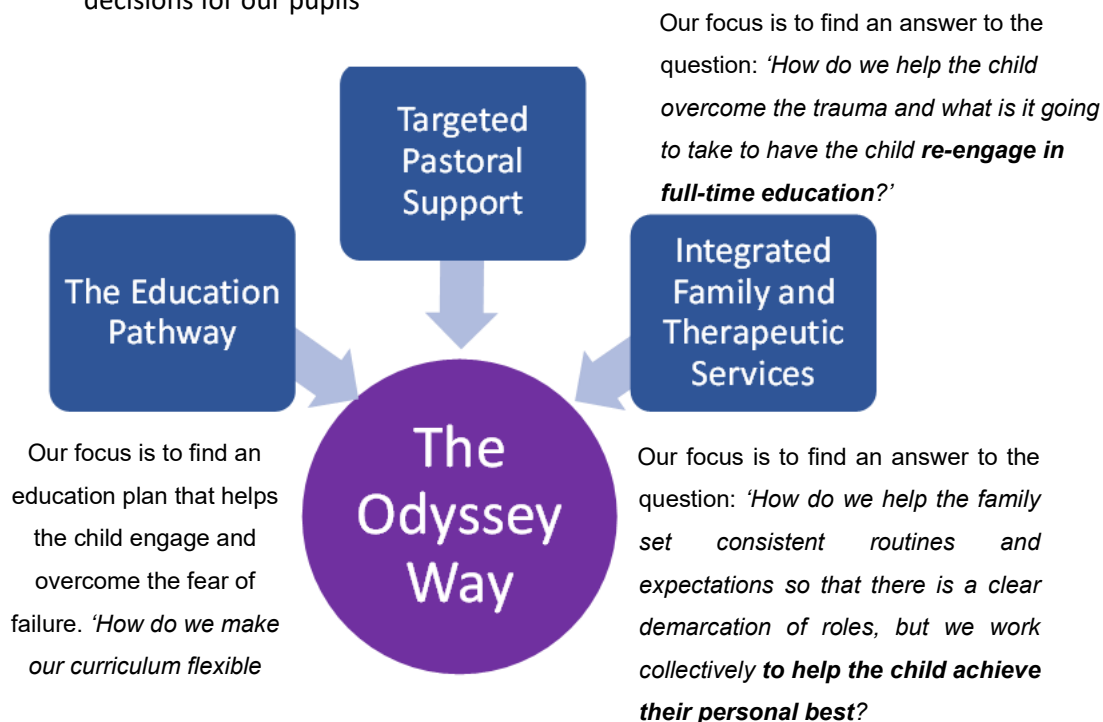 decisions for our pupils
Our focus is to find an answer to the
question: ‘How do we help the child
overcome the trauma and what is it going
to take to have the child re-engage in
full-time education?’
Targeted
Pastoral
Support
The Education
Pathway
Integrated
Family and
Therapeutic
Services
The
Odyssey
Way
Our focus is to find an
education plan that helps
the child engage and
overcome the fear of
failure. ‘How do we make
our curriculum flexible
Our focus is to find an answer to the
question: ‘How do we help the family
set consistent routines and
expectations so that there is a clear
demarcation of roles, but we work
collectively to help the child achieve
their personal best?